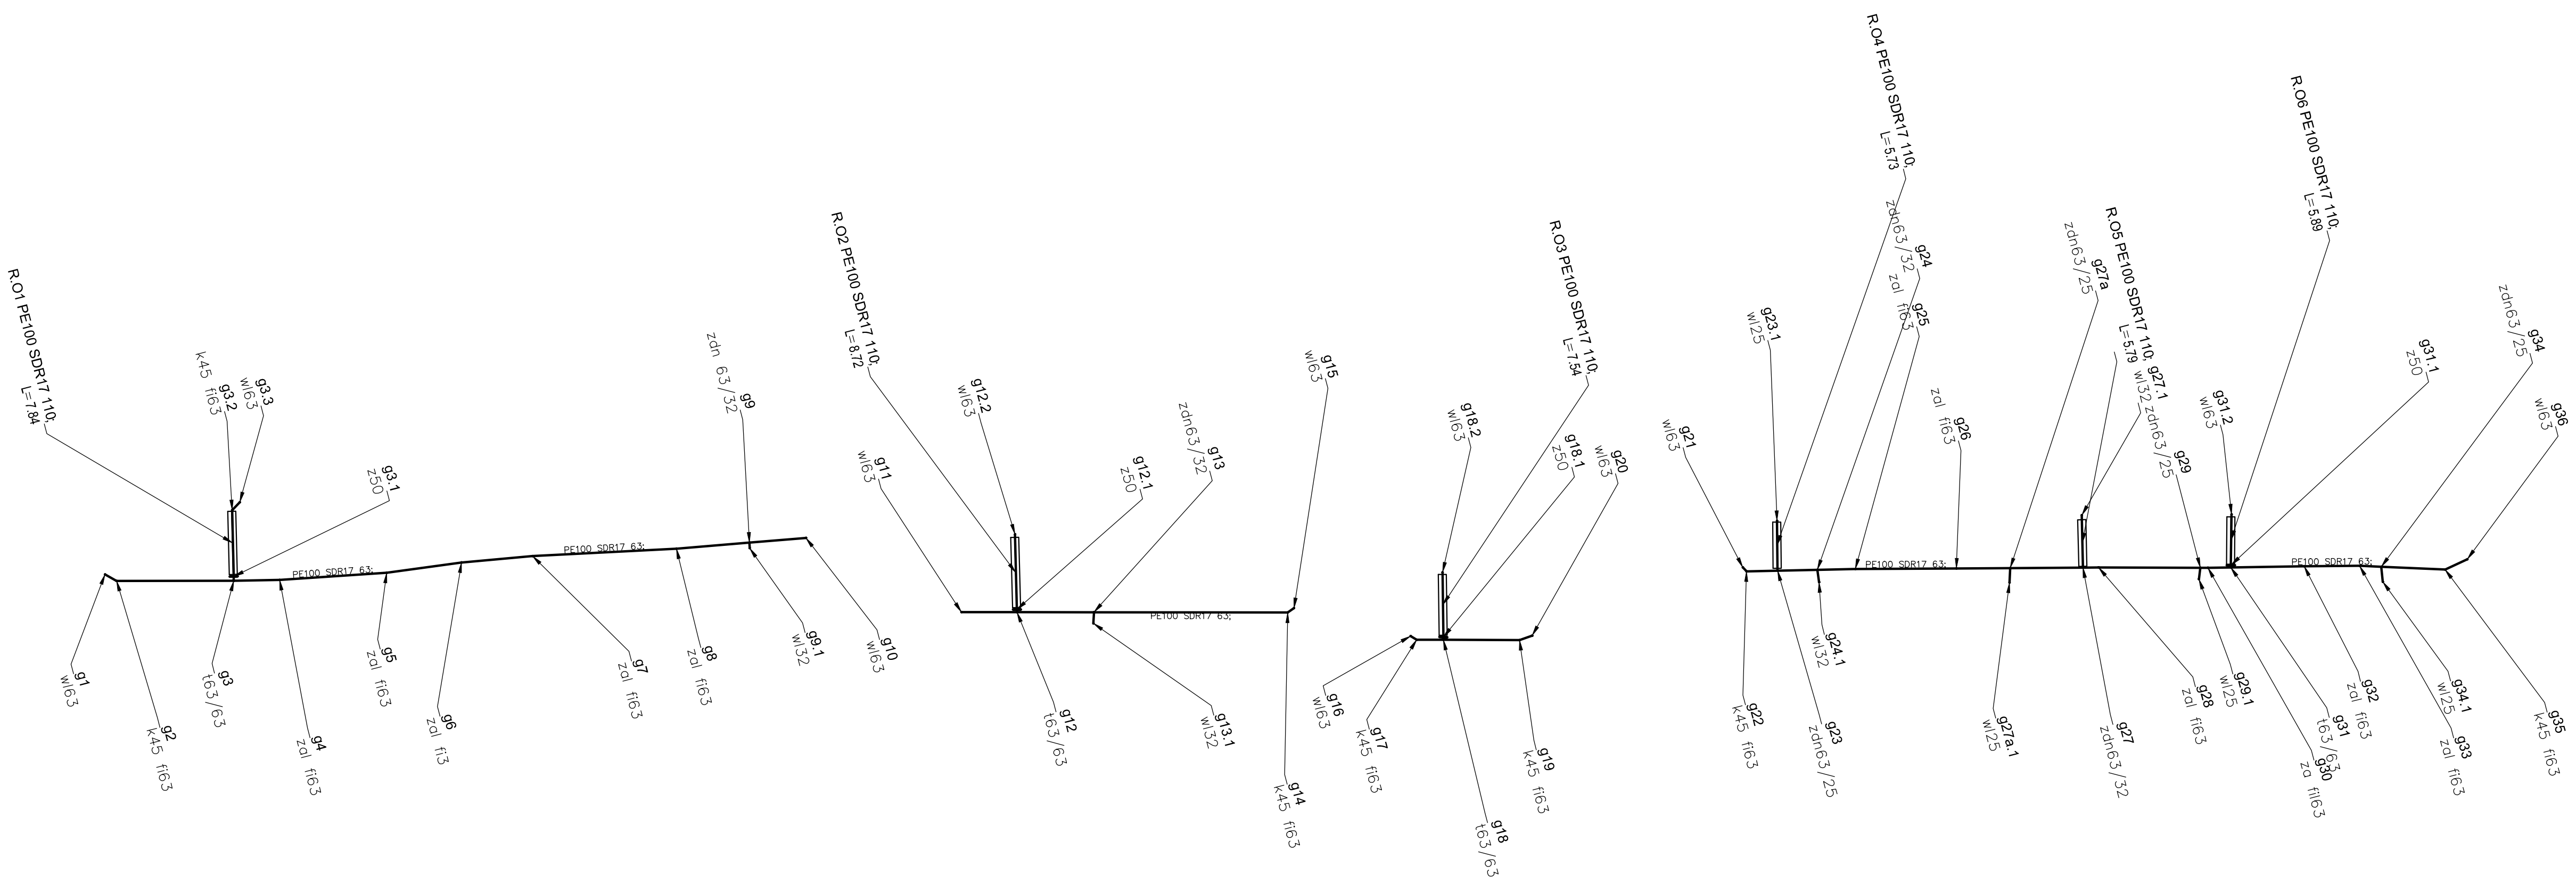 R.O1 PE100 SDR17 110;
L=7.84
g3.2
k45 fi63
g3.3
wl63
g3.1
z50
g1
wl63
g2
k45 fi63
g3
t63/63
g4
zal fi63
PE100 SDR17 63;
g5
zal fi63
g6
zal fi3
g7
zal fi63
PE100 SDR17 63;
g8
zal fi63
g9
zdn 63/32
g9.1
wl32
g10
wl63
R.O2 PE100 SDR17 110;
L=8.72
g11
wl63
g12.2
wl63
g12.1
z50
g12
t63/63
g13
zdn63/32
g13.1
wl32
PE100 SDR17 63;
g14
k45 fi63
g15
wl63
R.O3 PE100 SDR17 110;
L=7.54
g16
wl63
g17
k45 fi63
g18.2
wl63
g18.1
z50
g18
t63/63
g19
k45 fi63
g20
wl63
R.O4 PE100 SDR17 110;
L=5.73
g21
wl63
g22
k45 fi63
g23.1
wl25
g23
zdn63/25
g24
zdn63/32
g24.1
wl32
g25
zal fi63
PE100 SDR17 63;
g26
zal fi63
g27a
zdn63/25
g27a.1
wl25
R.O5 PE100 SDR17 110;
L=5.79
g27.1
wl32
g27
zdn63/32
g28
zal fi63
g29
zdn63/25
g29.1
wl25
g30
za fil63
R.O6 PE100 SDR17 110;
L=5.89
g31.2
wl63
g31.1
z50
g31
t63/63
g32
zal fi63
PE100 SDR17 63;
g33
zal fi63
g34
zdn63/25
g34.1
wl25
g35
k45 fi63
g36
wl63